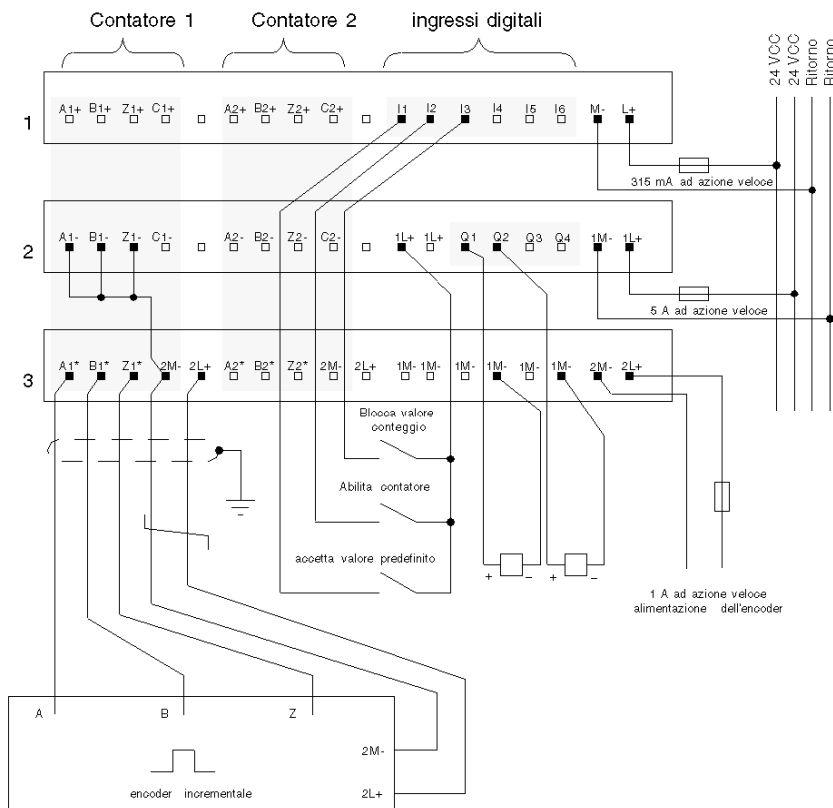 Contatore 1 Contatore 2 ingressi digitali
24 VCC
24 VCC
Ritorno
Ritorno
A1+ B1+ Z1+ C1+ A2+ B2+ Z2+ C2+ I1 I2 I3 I4 I5 I6 M- L+
1
315 mA ad azione veloce
A1- B1- Z1- C1- A2- B2- Z2- C2- 1L+ 1L+ Q1 Q2 Q3 Q4 1M- 1L+
2
5 A ad azione veloce
A1* B1* Z1* 2M- 2L+ A2* B2* Z2* 2M- 2L+ 1M- 1M- 1M- 1M- 1M- 1M- 2M- 2L+
3
Blocca valore
conteggio
Abilita contatore
accetta valore predefinito
+ - + -
1 A ad azione veloce
alimentazione dell'encoder
A B Z
2M-
encoder incrementale
2L+